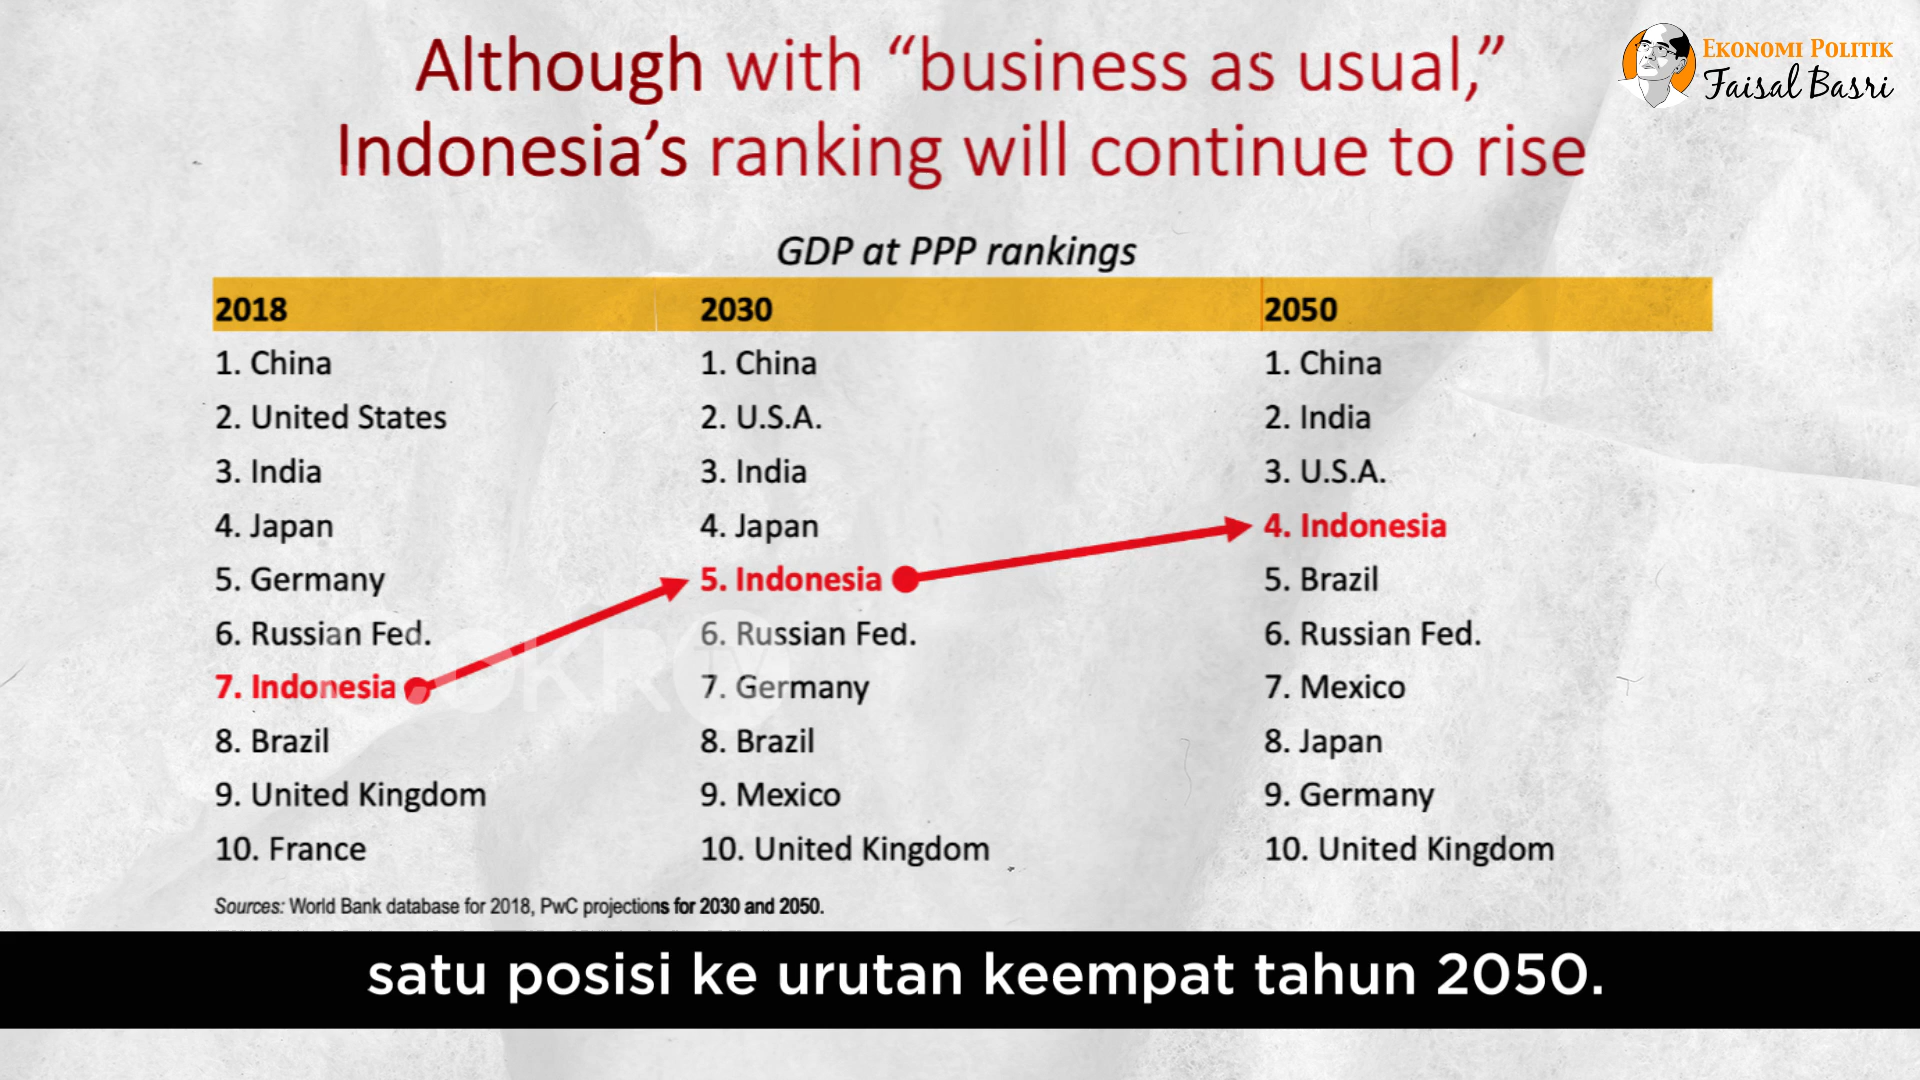 Although with “business as usual,”
Indonesia’s ranking will continue to rise
EKONOMI POLITIK
Faisal Basri
GDP at PPP rankings
2018 2030 2050
1. China 1. China 1. China
2. United States 2. U.S.A. 2. India
3. India 3. India 3. U.S.A.
4. Japan 4. Japan 4. Indonesia
5. Germany 5. Indonesia 5. Brazil
6. Russian Fed. 6. Russian Fed. 6. Russian Fed.
7. Indonesia 7. Germany 7. Mexico
8. Brazil 8. Brazil 8. Japan
9. United Kingdom 9. Mexico 9. Germany
10. France 10. United Kingdom 10. United Kingdom
Sources: World Bank database for 2018, PwC projections for 2030 and 2050.
satu posisi ke urutan keempat tahun 2050.